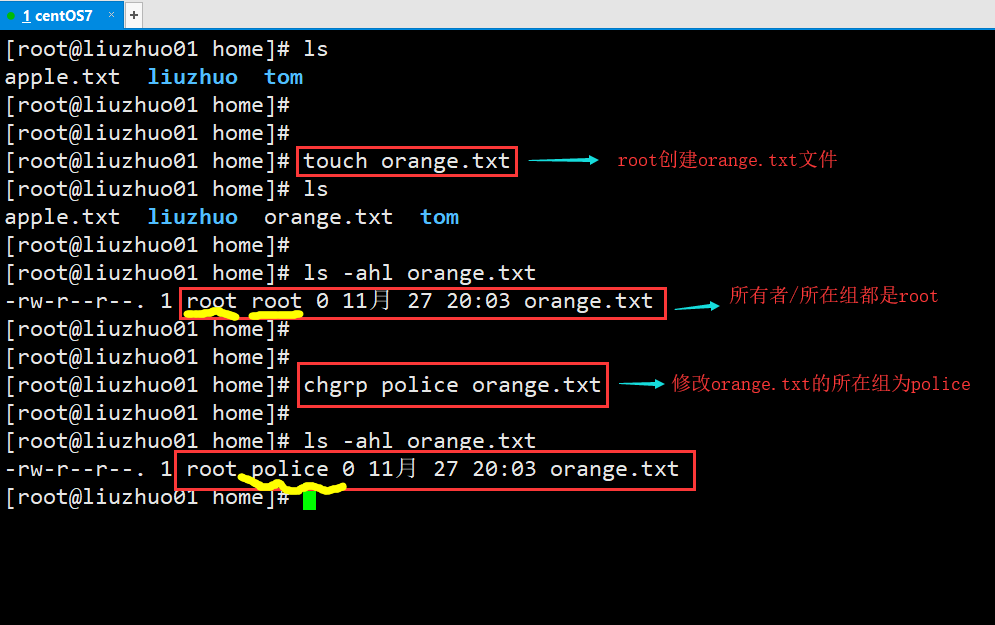 1 centOS7 × +
[root@liuzhuo01 home]# ls
apple.txt liuzhuo tom
[root@liuzhuo01 home]#
[root@liuzhuo01 home]#
[root@liuzhuo01 home]# touch orange.txt root创建orange.txt文件
[root@liuzhuo01 home]# ls
apple.txt liuzhuo orange.txt tom
[root@liuzhuo01 home]#
[root@liuzhuo01 home]# ls -ahl orange.txt
-rw-r--r--. 1 root root 0 11月 27 20:03 orange.txt 所有者/所在组都是root
[root@liuzhuo01 home]#
[root@liuzhuo01 home]#
[root@liuzhuo01 home]# chgrp police orange.txt 修改orange.txt的所在组为police
[root@liuzhuo01 home]#
[root@liuzhuo01 home]# ls -ahl orange.txt
-rw-r--r--. 1 root police 0 11月 27 20:03 orange.txt
[root@liuzhuo01 home]#